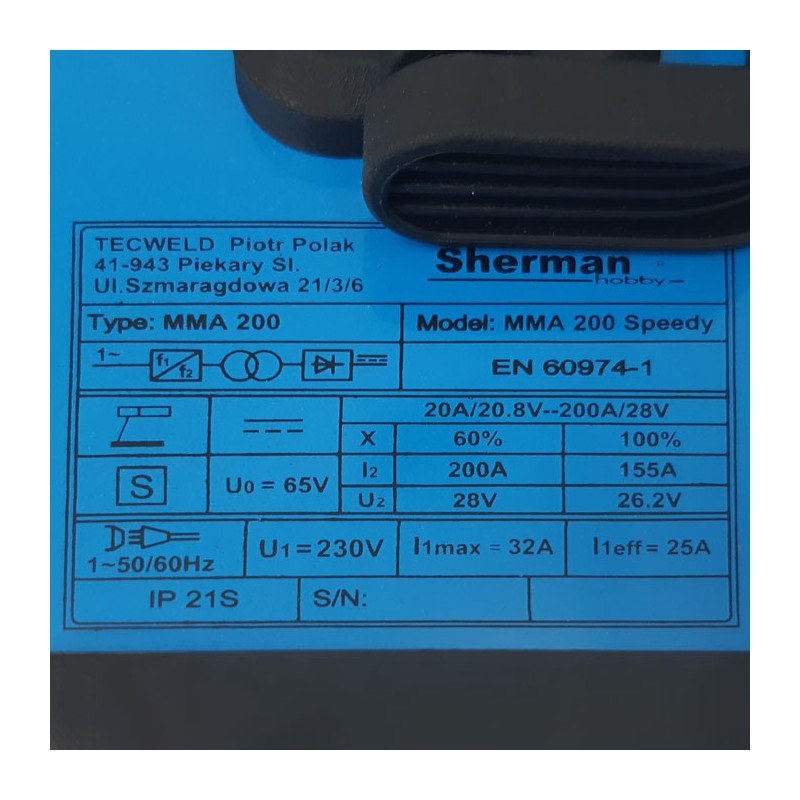 TECWELD Piotr Polak
41-943 Piekary Śl.
Ul.Szmaragdowa 21/3/6
Sherman
hobby
Type: MMA 200
Model: MMA 200 Speedy
1~
f1
f2
EN 60974-1
20A/20.8V--200A/28V
X 60% 100%
S
U0 = 65V
I2 200A 155A
U2 28V 26.2V
1~50/60Hz
U1=230V
I1max = 32A
I1eff = 25A
IP 21S
S/N: